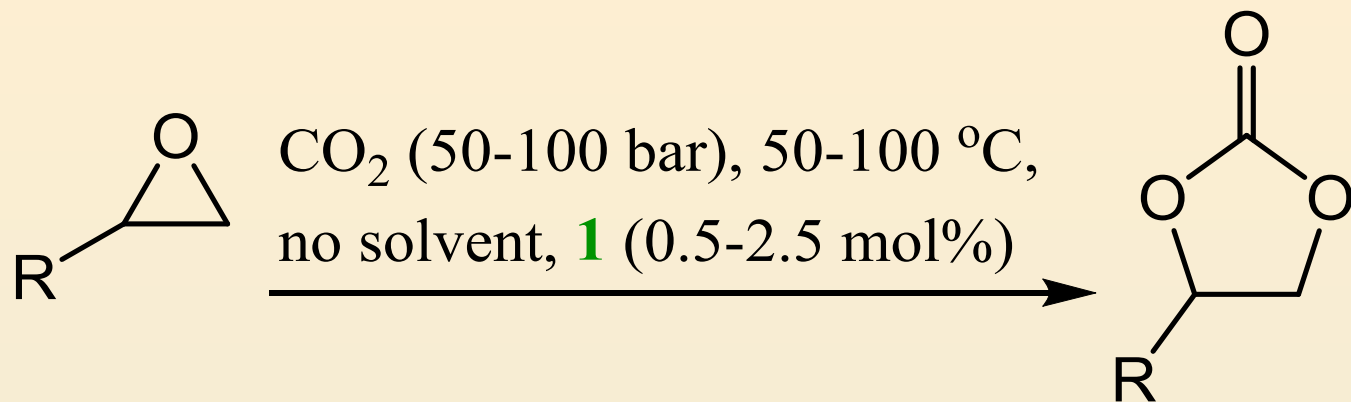 O
O
CO₂ (50-100 bar), 50-100 ºC,
O
O
no solvent, 1 (0.5-2.5 mol%)
R
R